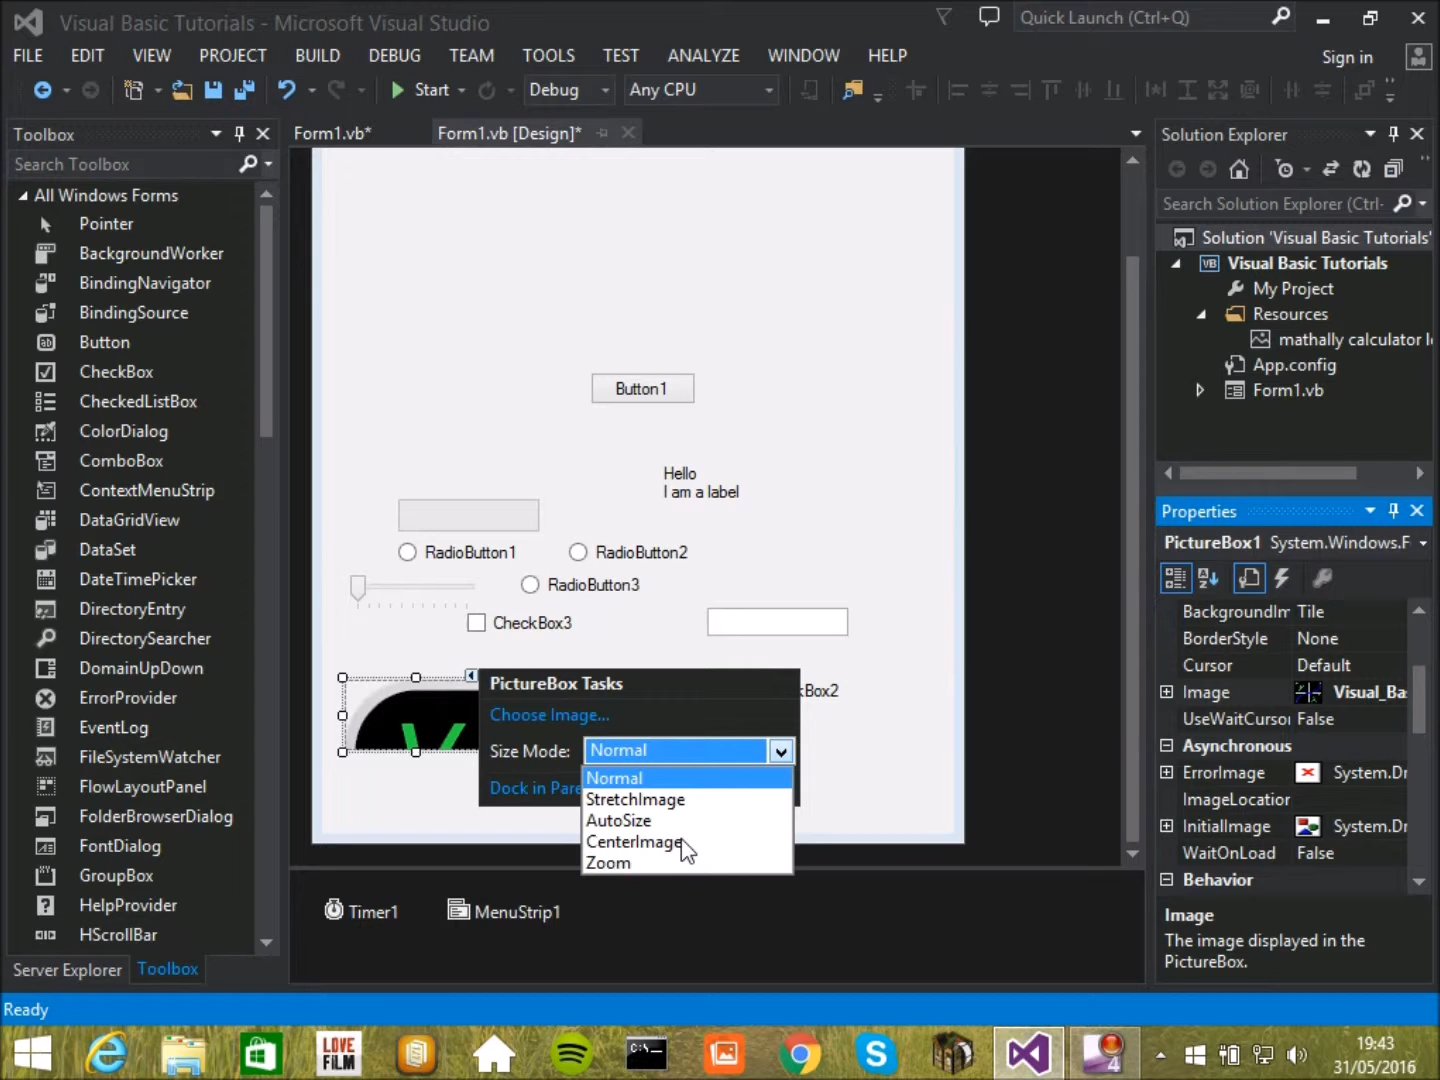 Visual Basic Tutorials - Microsoft Visual Studio
Quick Launch (Ctrl+Q)
FILE EDIT VIEW PROJECT BUILD DEBUG TEAM TOOLS TEST ANALYZE WINDOW HELP
Sign in
Start
Debug
Any CPU
Toolbox
Search Toolbox
All Windows Forms
Pointer
BackgroundWorker
BindingNavigator
BindingSource
Button
CheckBox
CheckedListBox
ColorDialog
ComboBox
ContextMenuStrip
DataGridView
DataSet
DateTimePicker
DirectoryEntry
DirectorySearcher
DomainUpDown
ErrorProvider
EventLog
FileSystemWatcher
FlowLayoutPanel
FolderBrowserDialog
FontDialog
GroupBox
HelpProvider
HScrollBar
Server Explorer Toolbox
Form1.vb*
Form1.vb [Design]*
Button1
Hello
I am a label
RadioButton1
RadioButton2
RadioButton3
CheckBox3
kBox2
PictureBox Tasks
Choose Image...
Size Mode: Normal
Normal
StretchImage
AutoSize
CenterImage
Zoom
Dock in Pare
Timer1
MenuStrip1
Solution Explorer
Search Solution Explorer (Ctrl-
Solution 'Visual Basic Tutorials'
VB Visual Basic Tutorials
My Project
Resources
mathally calculator l
App.config
Form1.vb
Properties
PictureBox1 System.Windows.F
BackgroundIm Tile
BorderStyle None
Cursor Default
Image Visual_Ba
UseWaitCursor False
Asynchronous
ErrorImage System.Dr
ImageLocation
InitialImage System.Dr
WaitOnLoad False
Behavior
Image
The image displayed in the
PictureBox.
Ready
LOVE
FILM
19:43
31/05/2016